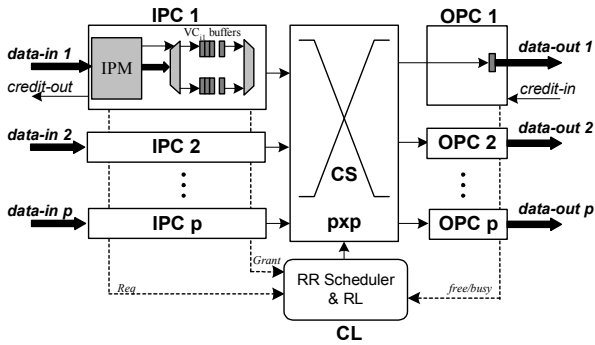 IPC 1
OPC 1
VCi,j buffers
data-in 1
IPM
data-out 1
credit-out
credit-in
data-in 2
IPC 2
OPC 2
data-out 2
CS
pxp
data-in p
IPC p
OPC p
data-out p
Grant
Req
RR Scheduler
& RL
free/busy
CL